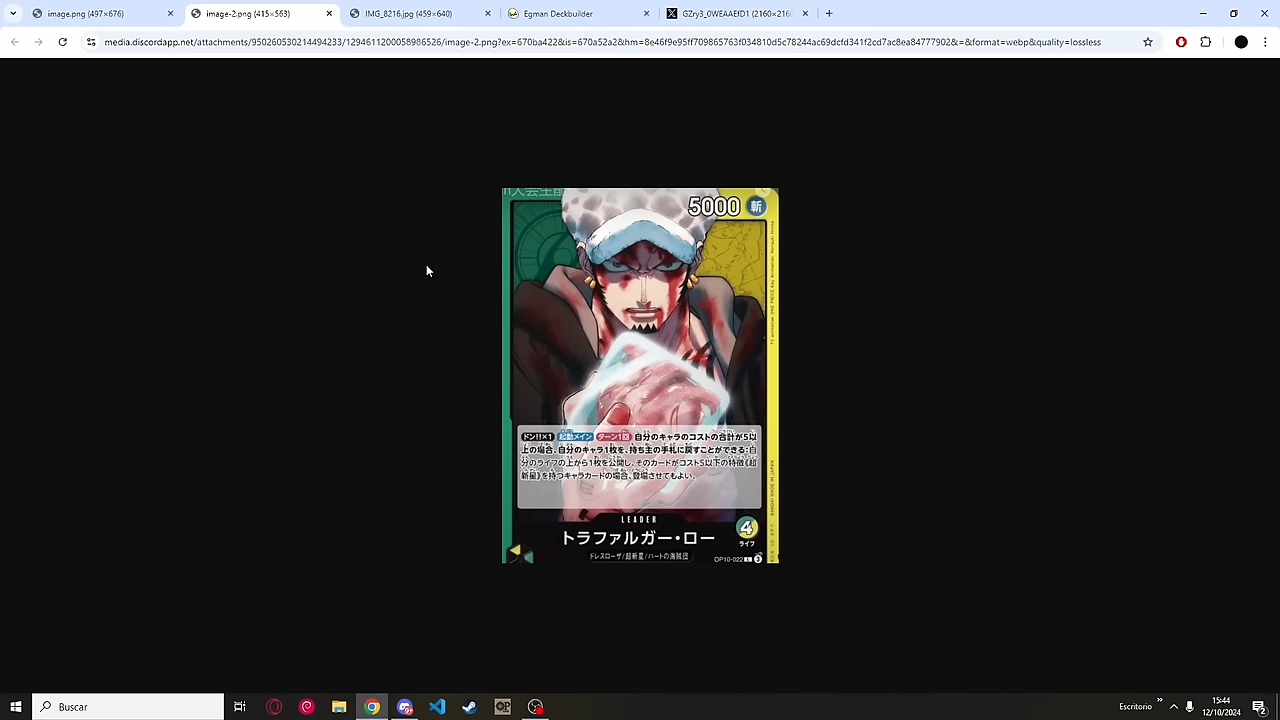 image.png (497×676)
image-2.png (415×563)
IMG_8216.jpg (459×640)
Egman Deckbuilder
GZry3_0WEAAEfD1 (2160×216
media.discordapp.net/attachments/950260530214494233/1294611200058986526/image-2.png?ex=670ba422&is=670a52a2&hm=8e46f9e95ff709865763f034810d5c78244ac69dcfd341f2cd7ac8ea84777902&=&format=webp&quality=lossless
5000 斬
ドン!!×1 起動メイン ターン1回 自分のキャラのコストの合計が5以
上の場合、自分のキャラ1枚を、持ち主の手札に戻すことができる:自
分のライフの上から1枚を公開し、そのカードがコスト5以下の特徴《超
新星》を持つキャラカードの場合、登場させてもよい。
LEADER
トラファルガー・ロー
4
ライフ
ドレスローザ/超新星/ハートの海賊団
OP10-022 L 3
BANDAI MADE IN JAPAN
Buscar
OP
Escritorio
15:44
12/10/2024
2